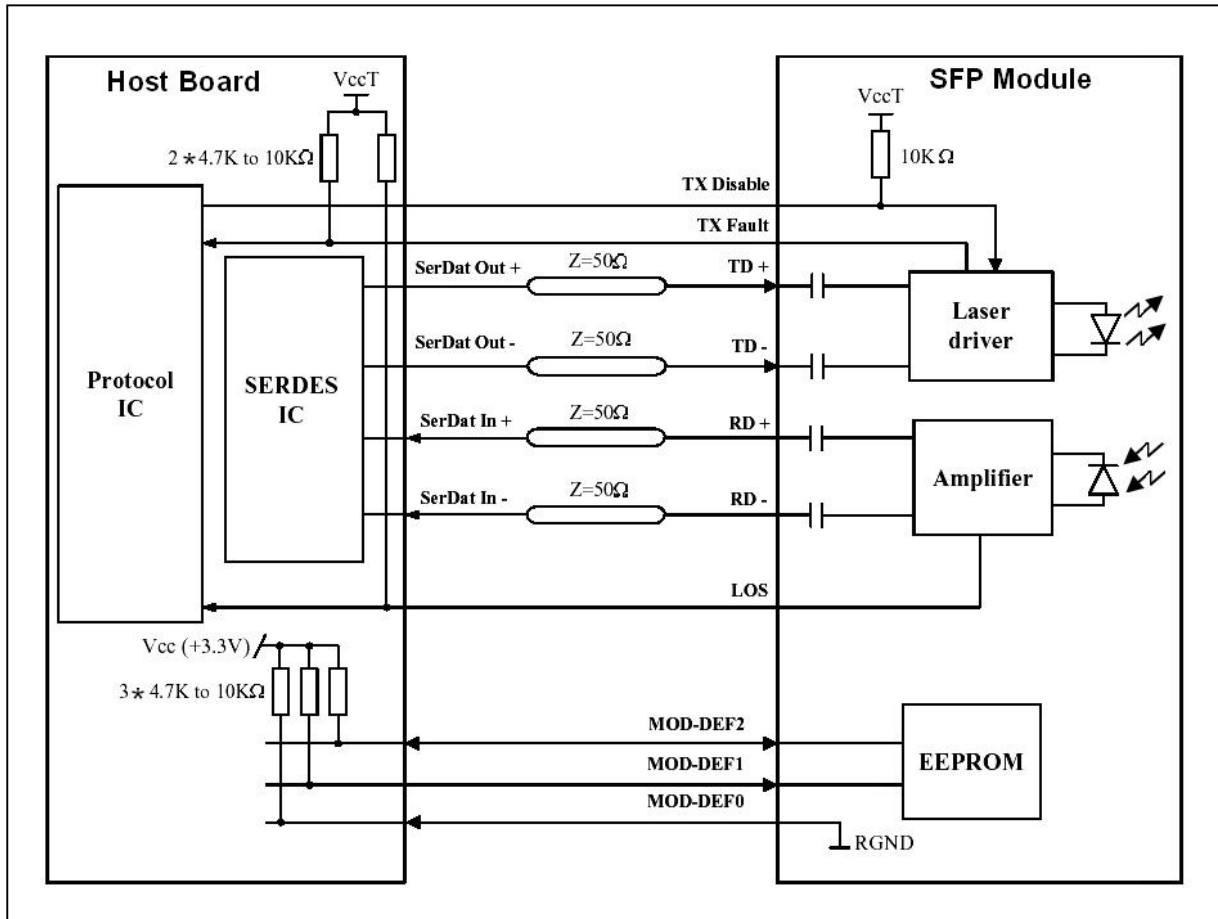 Host Board
SFP Module
VccT
VccT
2*4.7K to 10KΩ
10KΩ
TX Disable
TX Fault
SerDat Out +
Z=50Ω
TD +
SerDat Out -
Z=50Ω
TD -
Laser
driver
Protocol
IC
SERDES
IC
SerDat In +
Z=50Ω
RD +
SerDat In -
Z=50Ω
RD -
Amplifier
LOS
Vcc (+3.3V)
3*4.7K to 10KΩ
MOD-DEF2
MOD-DEF1
MOD-DEF0
EEPROM
RGND